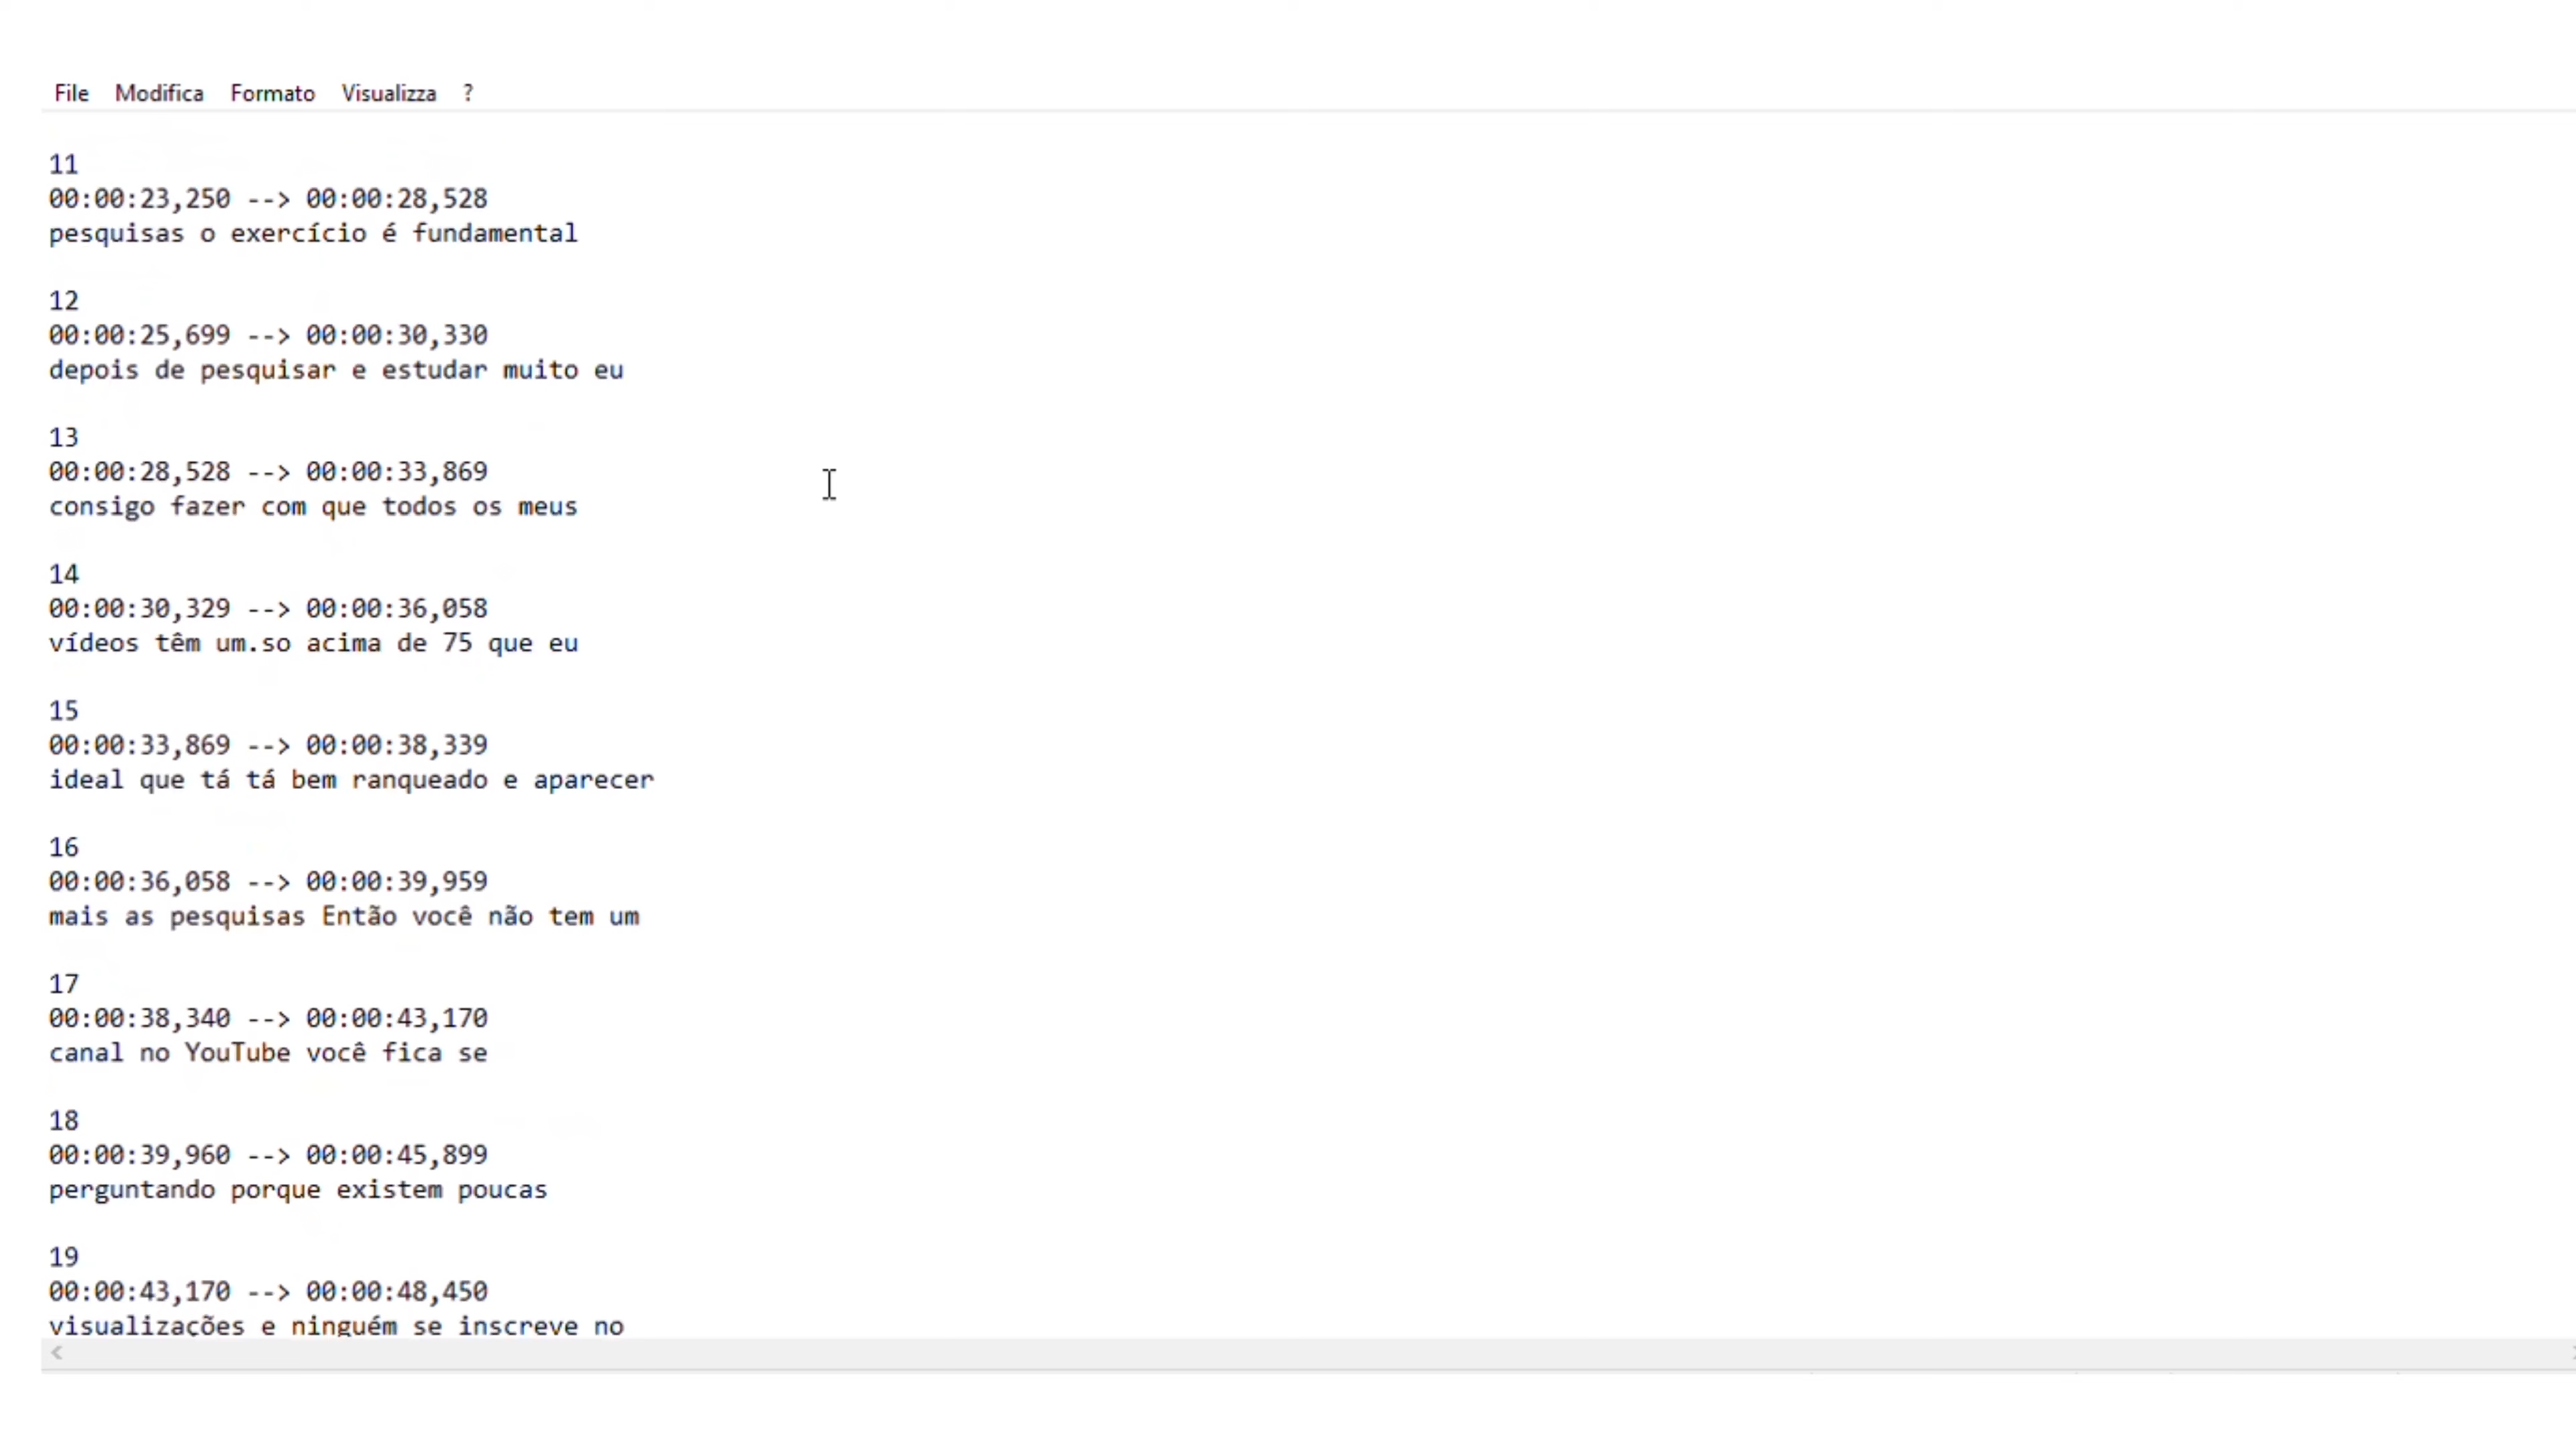 File Modifica Formato Visualizza ?
11
00:00:23,250 --> 00:00:28,528
pesquisas o exercício é fundamental
12
00:00:25,699 --> 00:00:30,330
depois de pesquisar e estudar muito eu
13
00:00:28,528 --> 00:00:33,869
consigo fazer com que todos os meus
14
00:00:30,329 --> 00:00:36,058
vídeos têm um.so acima de 75 que eu
15
00:00:33,869 --> 00:00:38,339
ideal que tá tá bem ranqueado e aparecer
16
00:00:36,058 --> 00:00:39,959
mais as pesquisas Então você não tem um
17
00:00:38,340 --> 00:00:43,170
canal no YouTube você fica se
18
00:00:39,960 --> 00:00:45,899
perguntando porque existem poucas
19
00:00:43,170 --> 00:00:48,450
visualizações e ninguém se inscreve no